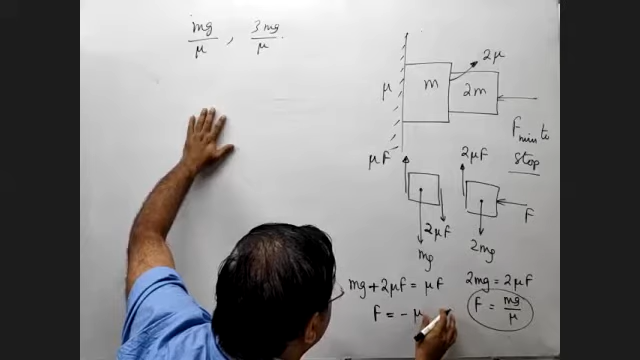 mg/μ , 3mg/μ.
2μ
μ
m
2m
F min to stop
μF
2μF
F
2μF
mg
2mg
mg + 2μF = μF
2mg = 2μF
F = - μ
F = mg/μ